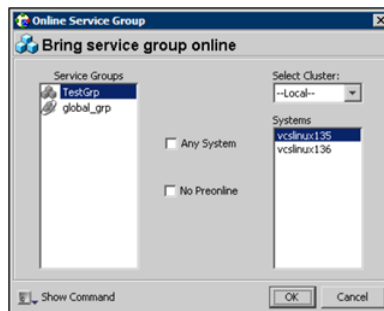 Online Service Group
Bring service group online
Service Groups
TestGrp
global_grp
Any System
No Preonline
Select Cluster:
--Local--
Systems
vcslinux135
vcslinux136
Show Command
OK
Cancel